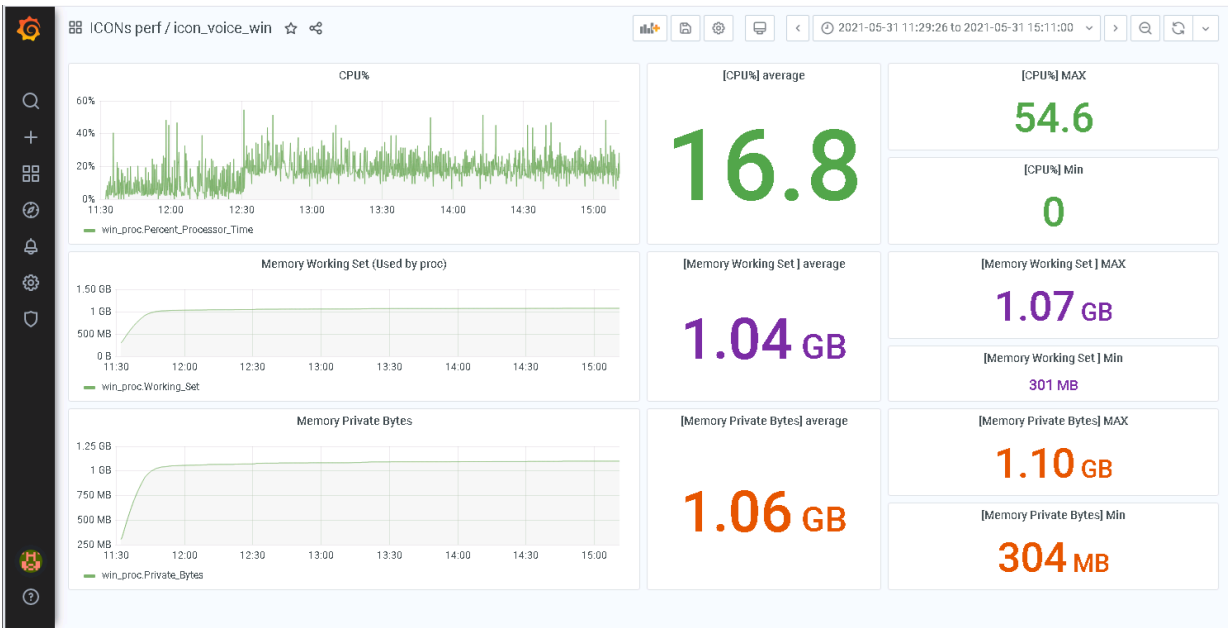 ICONs perf / icon_voice_win
2021-05-31 11:29:26 to 2021-05-31 15:11:00
CPU%
60%
40%
20%
0%
11:30 12:00 12:30 13:00 13:30 14:00 14:30 15:00
win_proc.Percent_Processor_Time
[CPU%] average
16.8
[CPU%] MAX
54.6
[CPU%] Min
0
Memory Working Set (Used by proc)
1.50 GB
1 GB
500 MB
0 B
11:30 12:00 12:30 13:00 13:30 14:00 14:30 15:00
win_proc.Working_Set
[Memory Working Set ] average
1.04 GB
[Memory Working Set ] MAX
1.07 GB
[Memory Working Set ] Min
301 MB
Memory Private Bytes
1.25 GB
1 GB
750 MB
500 MB
250 MB
11:30 12:00 12:30 13:00 13:30 14:00 14:30 15:00
win_proc.Private_Bytes
[Memory Private Bytes] average
1.06 GB
[Memory Private Bytes] MAX
1.10 GB
[Memory Private Bytes] Min
304 MB